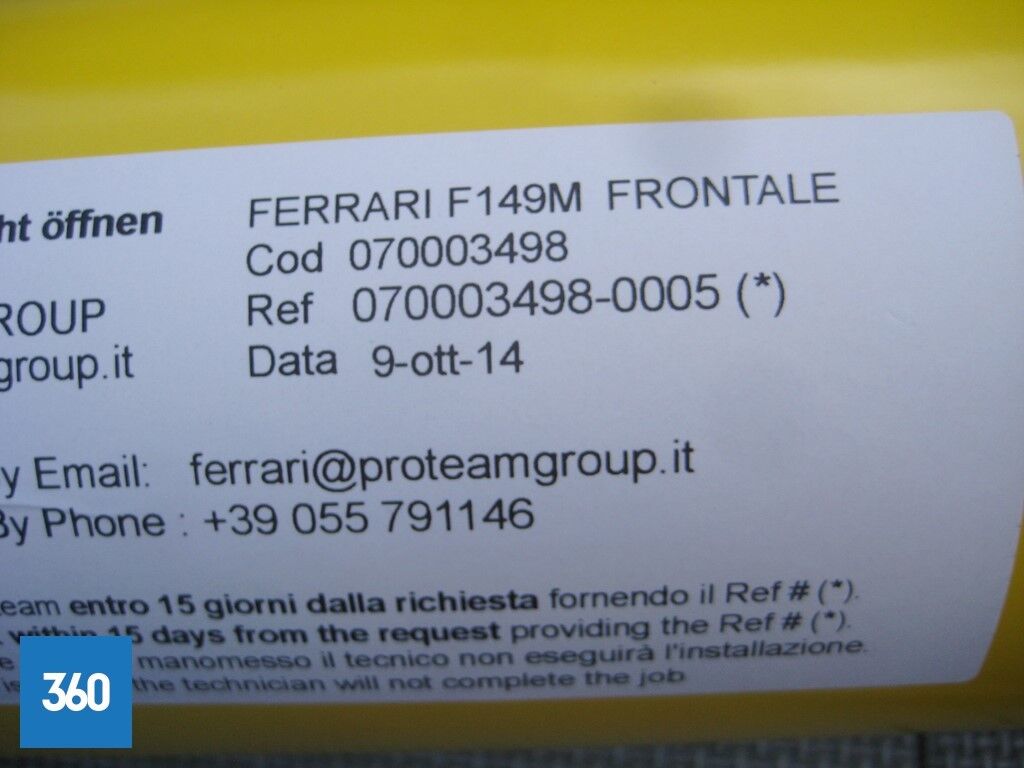 ht öffnen
FERRARI F149M FRONTALE
Cod 070003498
ROUP
Ref 070003498-0005 (*)
group.it
Data 9-ott-14
y Email: ferrari@proteamgroup.it
By Phone : +39 055 791146
eam entro 15 giorni dalla richiesta fornendo il Ref # (*).
within 15 days from the request providing the Ref # (*).
e manomesso il tecnico non eseguirà l'installazione.
is the technician will not complete the job
360